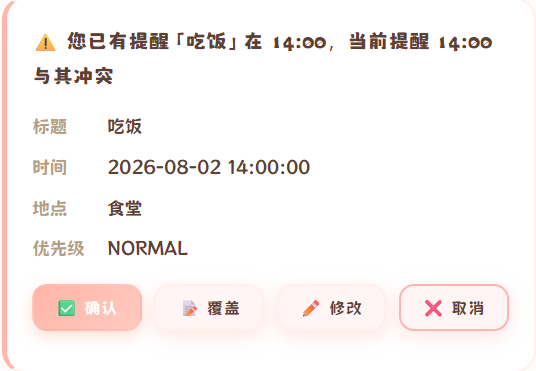 ⚠️ 您已有提醒「吃饭」在 14:00，当前提醒 14:00
与其冲突
标题 吃饭
时间 2026-08-02 14:00:00
地点 食堂
优先级 NORMAL
✅ 确认 📝 覆盖 ✏️ 修改 ❌ 取消